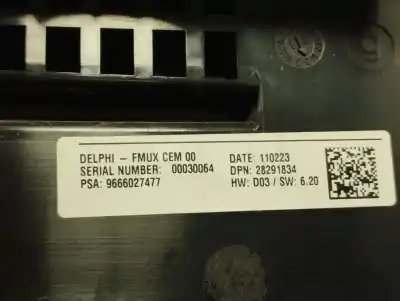 DELPHI - FMUX CEM 00
SERIAL NUMBER: 00030064
PSA: 9666027477
DATE: 110223
DPN: 28291834
HW: D03 / SW: 6.20